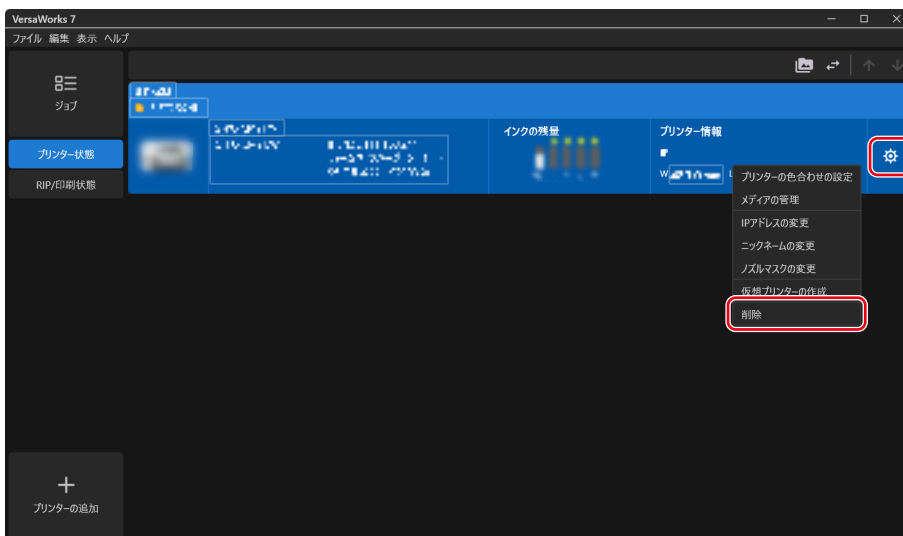 VersaWorks 7
ファイル 編集 表示 ヘルプ
ジョブ
プリンター状態
RIP/印刷状態
インクの残量
プリンター情報
W
プリンターの色合わせの設定
メディアの管理
IPアドレスの変更
ニックネームの変更
ノズルマスクの変更
仮想プリンターの作成
削除
プリンターの追加